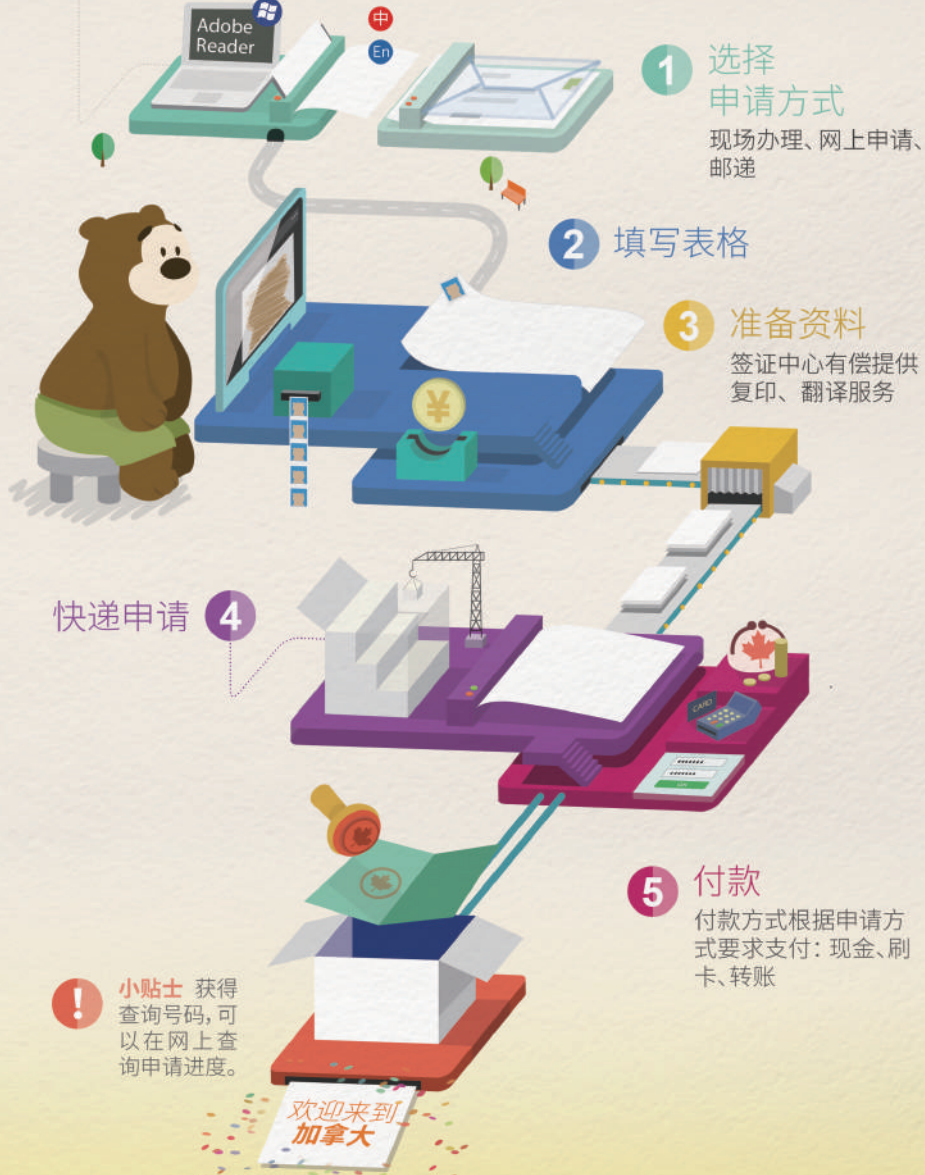 Adobe
Reader
中
En
1 选择
申请方式
现场办理、网上申请、
邮递
2 填写表格
3 准备资料
签证中心有偿提供
复印、翻译服务
¥
快递申请 4
CARD
5 付款
付款方式根据申请方
式要求支付：现金、刷
卡、转账
! 小贴士 获得
查询号码，可
以在网上查
询申请进度。
欢迎来到
加拿大